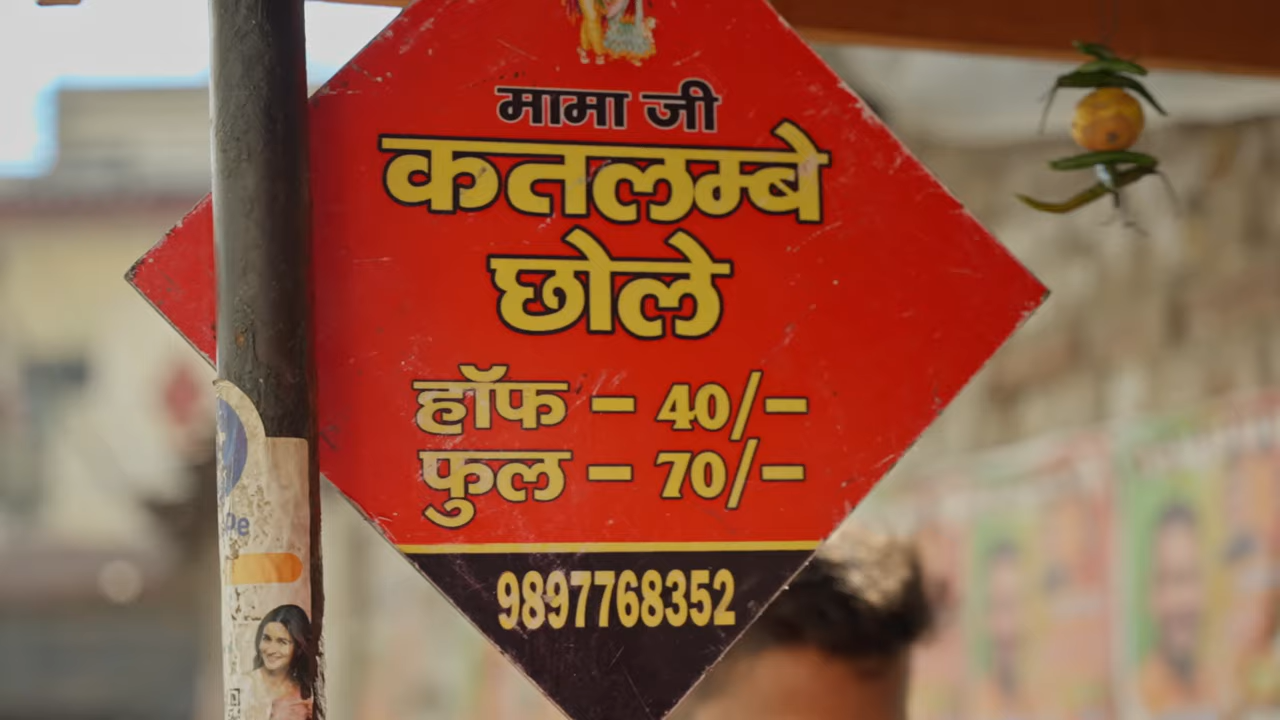 मामा जी
कतलम्बे
छोले
हॉफ - 40/-
फुल - 70/-
9897768352